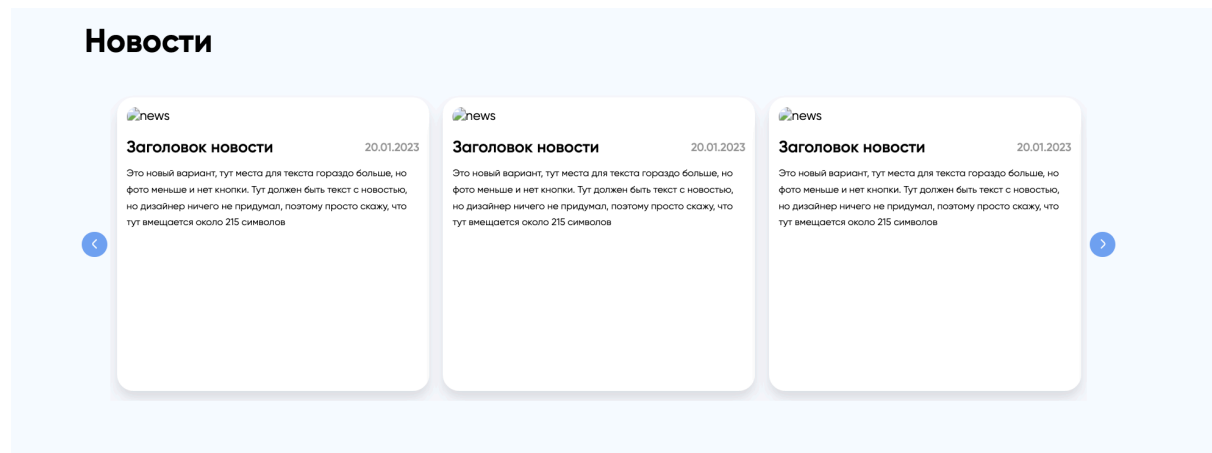 Новости
news
Заголовок новости 20.01.2023
Это новый вариант, тут места для текста гораздо больше, но
фото меньше и нет кнопки. Тут должен быть текст с новостью,
но дизайнер ничего не придумал, поэтому просто скажу, что
тут вмещается около 215 символов
news
Заголовок новости 20.01.2023
Это новый вариант, тут места для текста гораздо больше, но
фото меньше и нет кнопки. Тут должен быть текст с новостью,
но дизайнер ничего не придумал, поэтому просто скажу, что
тут вмещается около 215 символов
news
Заголовок новости 20.01.2023
Это новый вариант, тут места для текста гораздо больше, но
фото меньше и нет кнопки. Тут должен быть текст с новостью,
но дизайнер ничего не придумал, поэтому просто скажу, что
тут вмещается около 215 символов